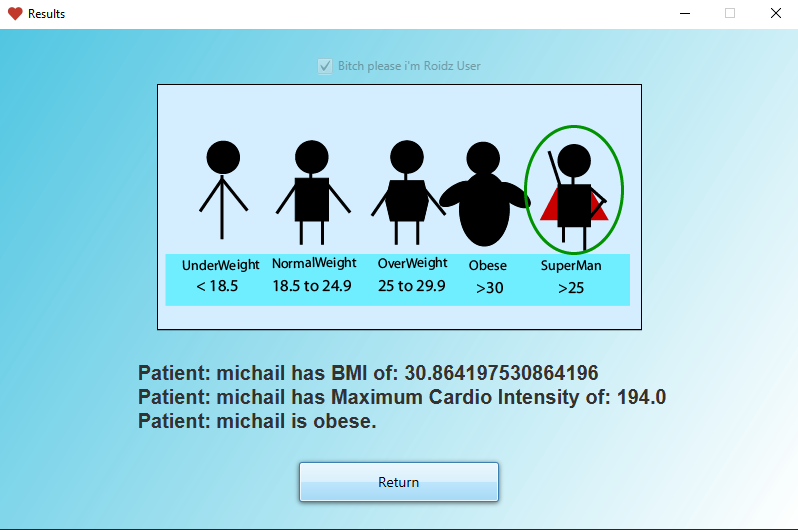 Results
Bitch please i'm Roidz User
UnderWeight NormalWeight OverWeight Obese SuperMan
< 18.5 18.5 to 24.9 25 to 29.9 >30 >25
Patient: michail has BMI of: 30.864197530864196
Patient: michail has Maximum Cardio Intensity of: 194.0
Patient: michail is obese.
Return